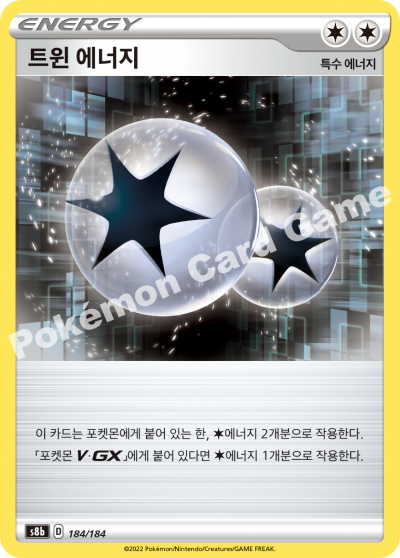 ENERGY
트윈 에너지
특수 에너지
Pokémon Card Game
이 카드는 포켓몬에게 붙어 있는 한, 에너지 2개분으로 작용한다.
「포켓몬 V·GX」에게 붙어 있다면 에너지 1개분으로 작용한다.
s8b D 184/184
©2022 Pokémon/Nintendo/Creatures/GAME FREAK.